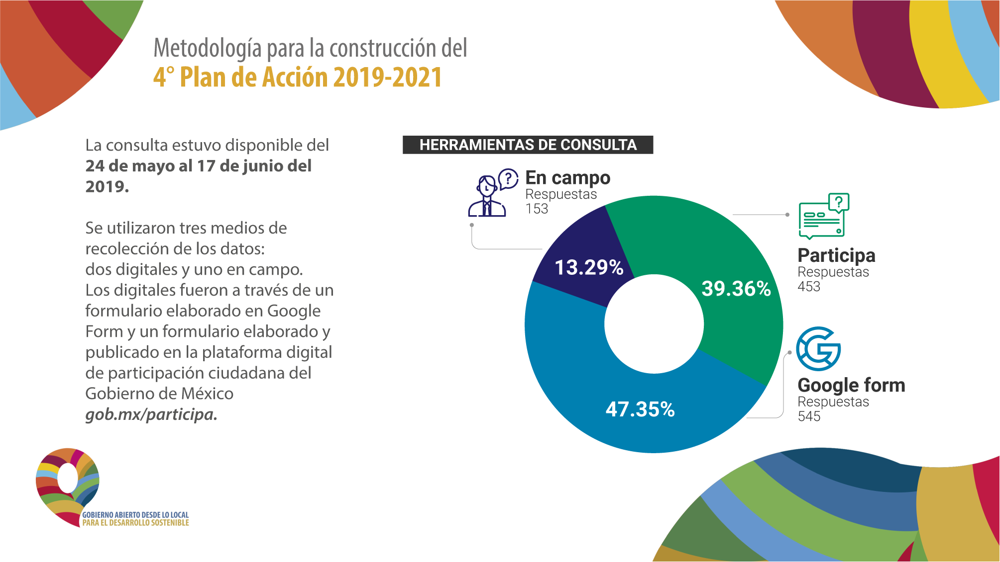 Metodología para la construcción del
4° Plan de Acción 2019-2021
La consulta estuvo disponible del
24 de mayo al 17 de junio del
2019.
Se utilizaron tres medios de
recolección de los datos:
dos digitales y uno en campo.
Los digitales fueron a través de un
formulario elaborado en Google
Form y un formulario elaborado y
publicado en la plataforma digital
de participación ciudadana del
Gobierno de México
gob.mx/participa.
HERRAMIENTAS DE CONSULTA
?
En campo
Respuestas
153
13.29%
39.36%
47.35%
?
Participa
Respuestas
453
G
Google form
Respuestas
545
GOBIERNO ABIERTO DESDE LO LOCAL
PARA EL DESARROLLO SOSTENIBLE